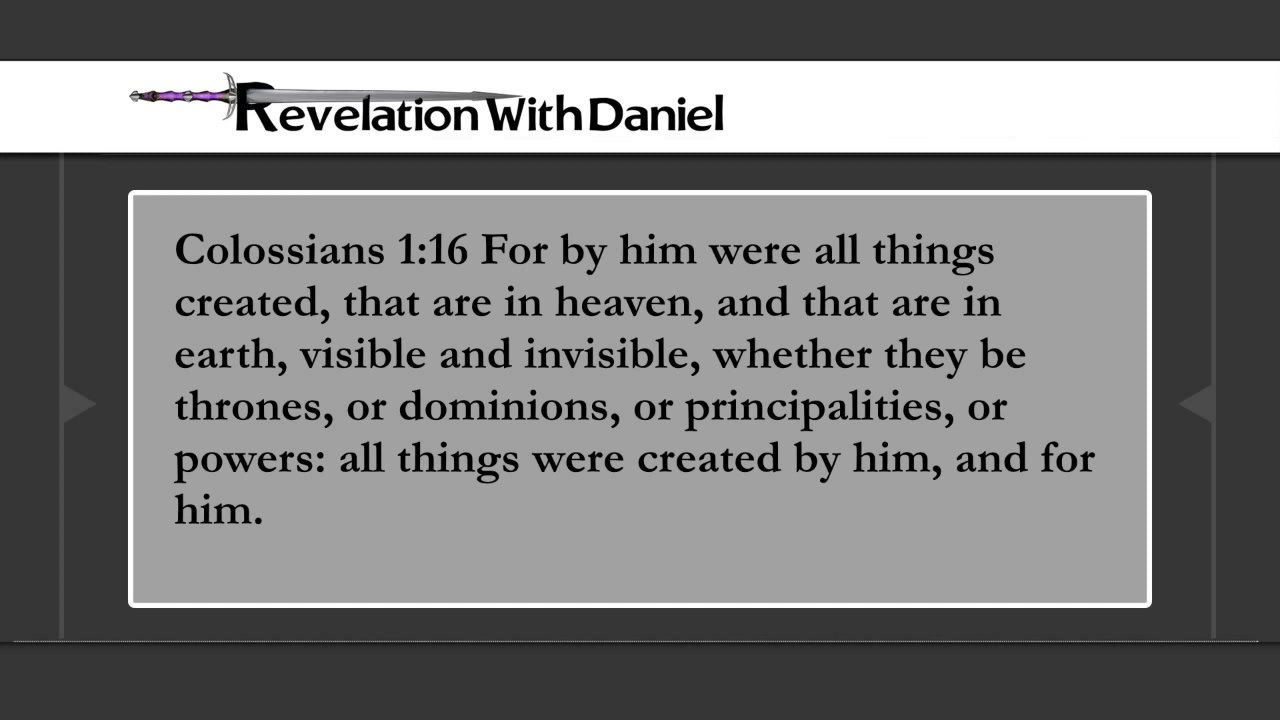 Revelation With Daniel
Colossians 1:16 For by him were all things
created, that are in heaven, and that are in
earth, visible and invisible, whether they be
thrones, or dominions, or principalities, or
powers: all things were created by him, and for
him.